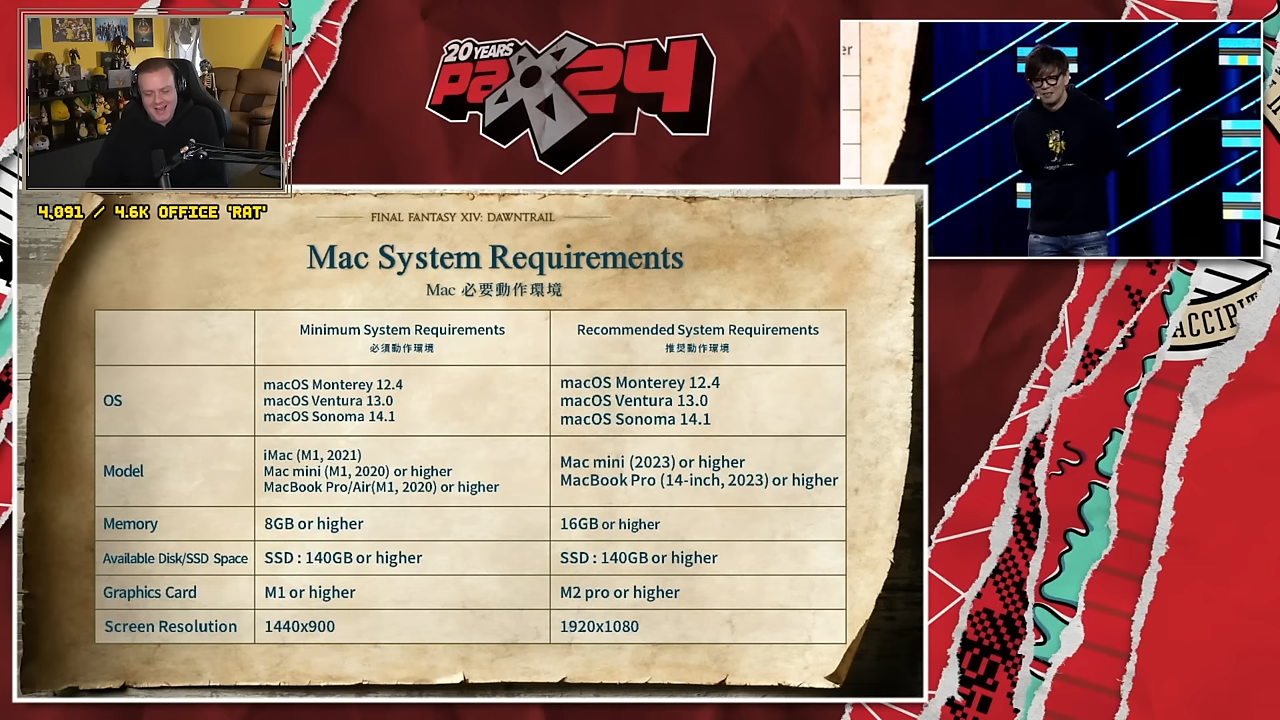 20 YEARS
PAX24
er
4,091 / 4.6K OFFICE 'RAT'
FINAL FANTASY XIV: DAWNTRAIL
Mac System Requirements
Mac 必要動作環境
Minimum System Requirements
必須動作環境
Recommended System Requirements
推奨動作環境
OS
macOS Monterey 12.4
macOS Ventura 13.0
macOS Sonoma 14.1
macOS Monterey 12.4
macOS Ventura 13.0
macOS Sonoma 14.1
Model
iMac (M1, 2021)
Mac mini (M1, 2020) or higher
MacBook Pro/Air(M1, 2020) or higher
Mac mini (2023) or higher
MacBook Pro (14-inch, 2023) or higher
Memory
8GB or higher
16GB or higher
Available Disk/SSD Space
SSD : 140GB or higher
SSD : 140GB or higher
Graphics Card
M1 or higher
M2 pro or higher
Screen Resolution
1440x900
1920x1080
ACCIPIT